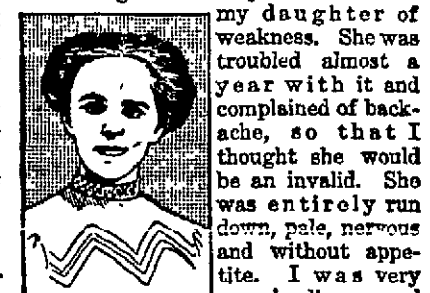 my daughter of
weakness. She was
troubled almost a
year with it and
complained of back-
ache, so that I
thought she would
be an invalid. She
was entirely run
down, pale, nervous
and without appe-
tite. I was very